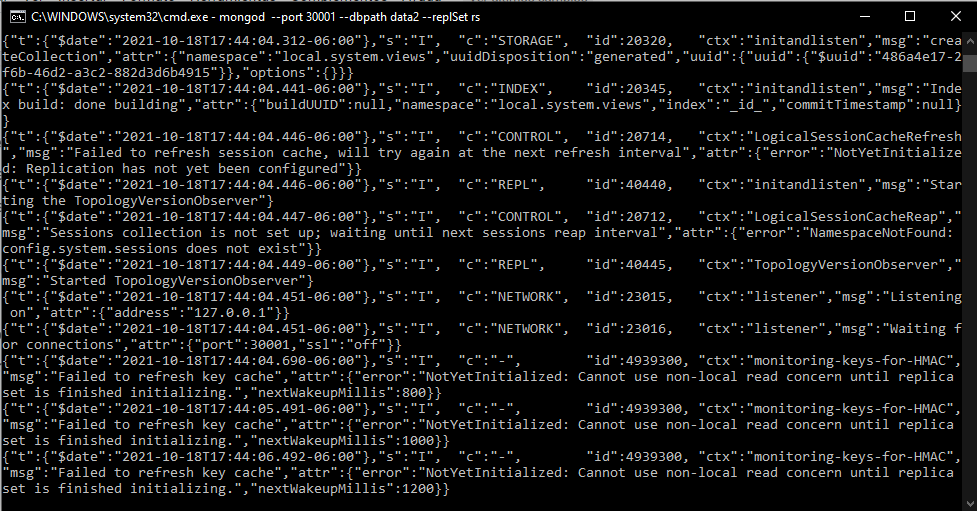 C:\WINDOWS\system32\cmd.exe - mongod  --port 30001 --dbpath data2 --replSet rs
{"t":{"$date":"2021-10-18T17:44:04.312-06:00"},"s":"I",  "c":"STORAGE",  "id":20320,   "ctx":"initandlisten","msg":"crea
teCollection","attr":{"namespace":"local.system.views","uuidDisposition":"generated","uuid":{"uuid":{"$uuid":"486a4e17-2
f6b-46d2-a3c2-882d3d6b4915"}},"options":{}}}
{"t":{"$date":"2021-10-18T17:44:04.441-06:00"},"s":"I",  "c":"INDEX",    "id":20345,   "ctx":"initandlisten","msg":"Inde
x build: done building","attr":{"buildUUID":null,"namespace":"local.system.views","index":"_id_","commitTimestamp":null}
}
{"t":{"$date":"2021-10-18T17:44:04.446-06:00"},"s":"I",  "c":"CONTROL",  "id":20714,   "ctx":"LogicalSessionCacheRefresh
","msg":"Failed to refresh session cache, will try again at the next refresh interval","attr":{"error":"NotYetInitialize
d: Replication has not yet been configured"}}
{"t":{"$date":"2021-10-18T17:44:04.446-06:00"},"s":"I",  "c":"REPL",     "id":40440,   "ctx":"initandlisten","msg":"Star
ting the TopologyVersionObserver"}
{"t":{"$date":"2021-10-18T17:44:04.447-06:00"},"s":"I",  "c":"CONTROL",  "id":20712,   "ctx":"LogicalSessionCacheReap","
msg":"Sessions collection is not set up; waiting until next sessions reap interval","attr":{"error":"NamespaceNotFound:
config.system.sessions does not exist"}}
{"t":{"$date":"2021-10-18T17:44:04.449-06:00"},"s":"I",  "c":"REPL",     "id":40445,   "ctx":"TopologyVersionObserver","
msg":"Started TopologyVersionObserver"}
{"t":{"$date":"2021-10-18T17:44:04.451-06:00"},"s":"I",  "c":"NETWORK",  "id":23015,   "ctx":"listener","msg":"Listening
 on","attr":{"address":"127.0.0.1"}}
{"t":{"$date":"2021-10-18T17:44:04.451-06:00"},"s":"I",  "c":"NETWORK",  "id":23016,   "ctx":"listener","msg":"Waiting f
or connections","attr":{"port":30001,"ssl":"off"}}
{"t":{"$date":"2021-10-18T17:44:04.690-06:00"},"s":"I",  "c":"-",        "id":4939300, "ctx":"monitoring-keys-for-HMAC",
"msg":"Failed to refresh key cache","attr":{"error":"NotYetInitialized: Cannot use non-local read concern until replica
set is finished initializing.","nextWakeupMillis":800}}
{"t":{"$date":"2021-10-18T17:44:05.491-06:00"},"s":"I",  "c":"-",        "id":4939300, "ctx":"monitoring-keys-for-HMAC",
"msg":"Failed to refresh key cache","attr":{"error":"NotYetInitialized: Cannot use non-local read concern until replica
set is finished initializing.","nextWakeupMillis":1000}}
{"t":{"$date":"2021-10-18T17:44:06.492-06:00"},"s":"I",  "c":"-",        "id":4939300, "ctx":"monitoring-keys-for-HMAC",
"msg":"Failed to refresh key cache","attr":{"error":"NotYetInitialized: Cannot use non-local read concern until replica
set is finished initializing.","nextWakeupMillis":1200}}